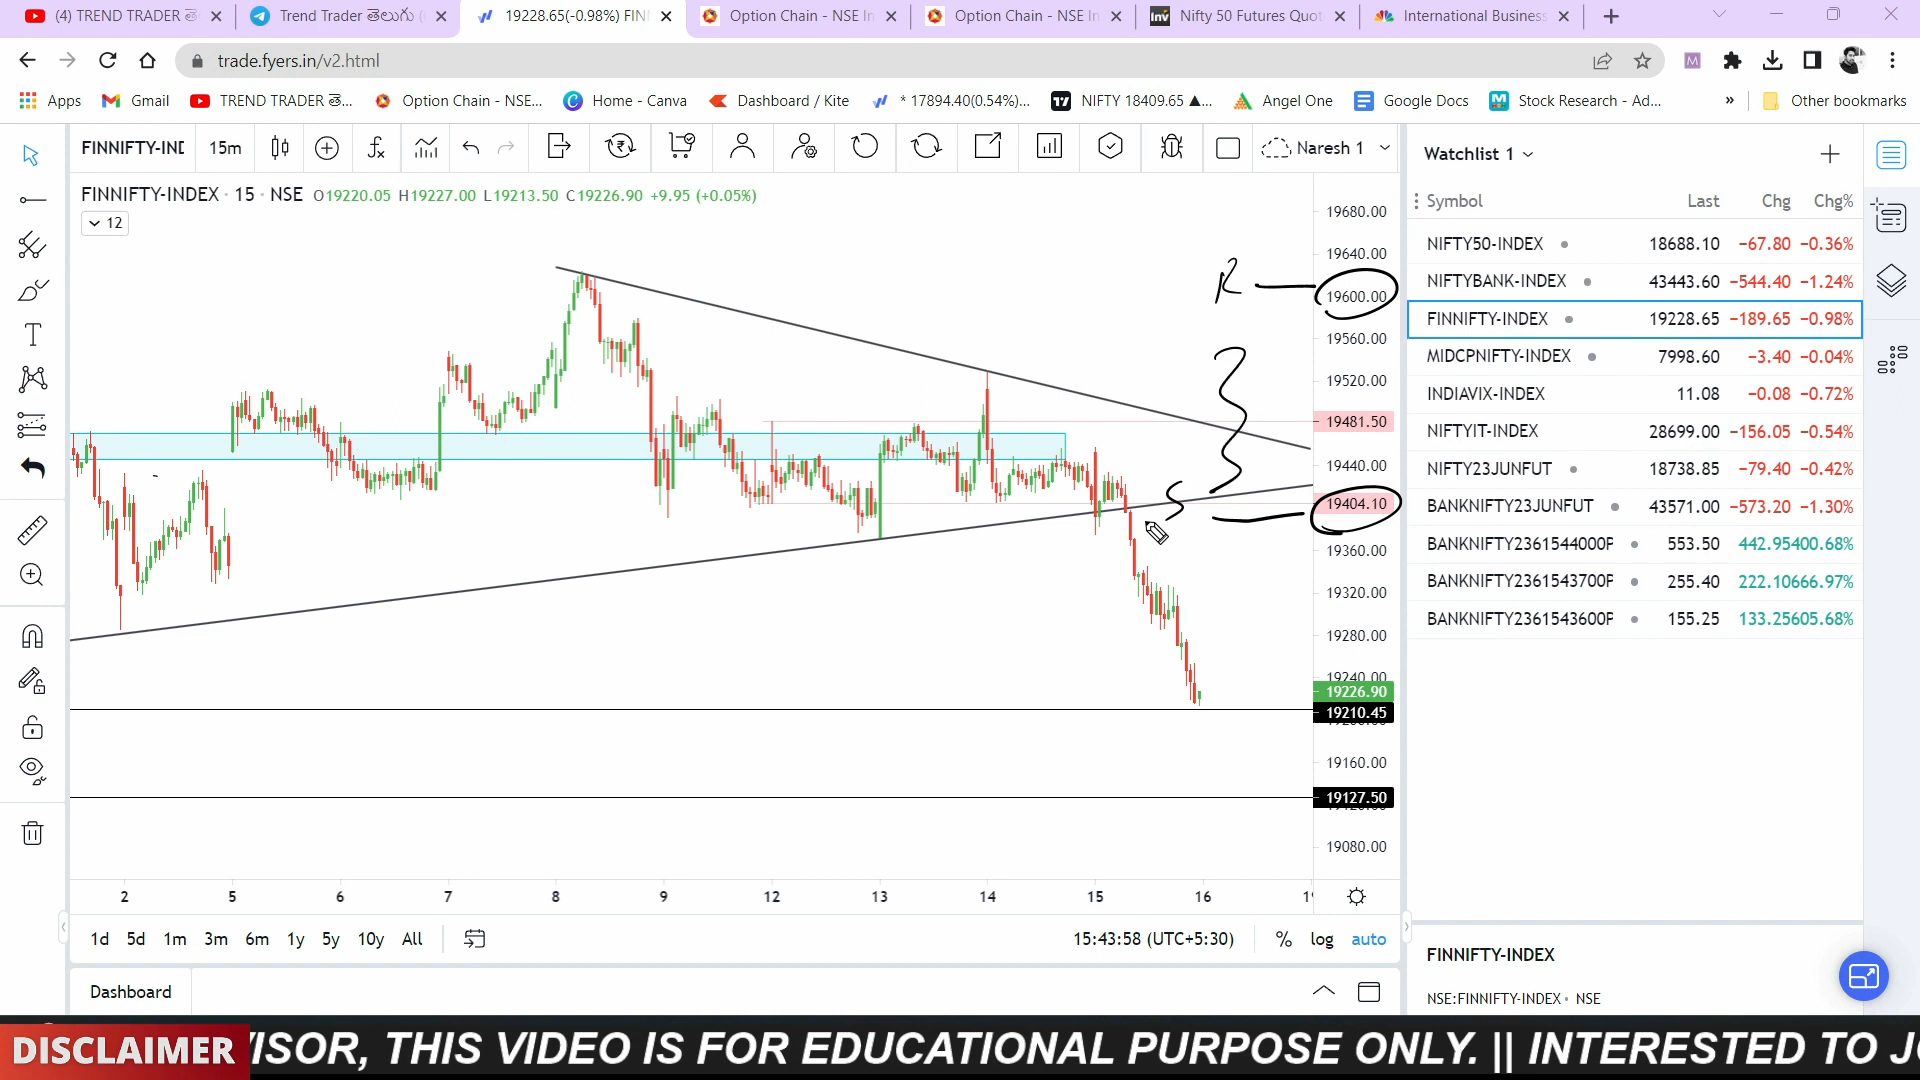 (4) TREND TRADER తె
Trend Trader తెలుగు (
19228.65(-0.98%) FIN
Option Chain - NSE In
Option Chain - NSE In
Nifty 50 Futures Quot
International Business
trade.fyers.in/v2.html
Apps
Gmail
TREND TRADER తె...
Option Chain - NSE...
Home - Canva
Dashboard / Kite
* 17894.40(0.54%)...
NIFTY 18409.65 ▲...
Angel One
Google Docs
Stock Research - Ad...
»
Other bookmarks
FINNIFTY-IND
15m
Naresh 1
FINNIFTY-INDEX · 15 · NSE O19220.05 H19227.00 L19213.50 C19226.90 +9.95 (+0.05%)
12
19680.00
19640.00
R
19600.00
19560.00
19520.00
19481.50
19440.00
S
19404.10
19360.00
19320.00
19280.00
19240.00
19226.90
19210.45
19160.00
19127.50
19080.00
2 5 6 7 8 9 12 13 14 15 16
1d 5d 1m 3m 6m 1y 5y 10y All
15:43:58 (UTC+5:30)
% log auto
Dashboard
Watchlist 1
Symbol Last Chg Chg%
NIFTY50-INDEX 18688.10 −67.80 −0.36%
NIFTYBANK-INDEX 43443.60 −544.40 −1.24%
FINNIFTY-INDEX 19228.65 −189.65 −0.98%
MIDCPNIFTY-INDEX 7998.60 −3.40 −0.04%
INDIAVIX-INDEX 11.08 −0.08 −0.72%
NIFTYIT-INDEX 28699.00 −156.05 −0.54%
NIFTY23JUNFUT 18738.85 −79.40 −0.42%
BANKNIFTY23JUNFUT 43571.00 −573.20 −1.30%
BANKNIFTY2361544000P 553.50 442.95 400.68%
BANKNIFTY2361543700P 255.40 222.10 666.97%
BANKNIFTY2361543600P 155.25 133.25 605.68%
FINNIFTY-INDEX
NSE:FINNIFTY-INDEX • NSE
DISCLAIMER
VISOR, THIS VIDEO IS FOR EDUCATIONAL PURPOSE ONLY. || INTERESTED TO JO